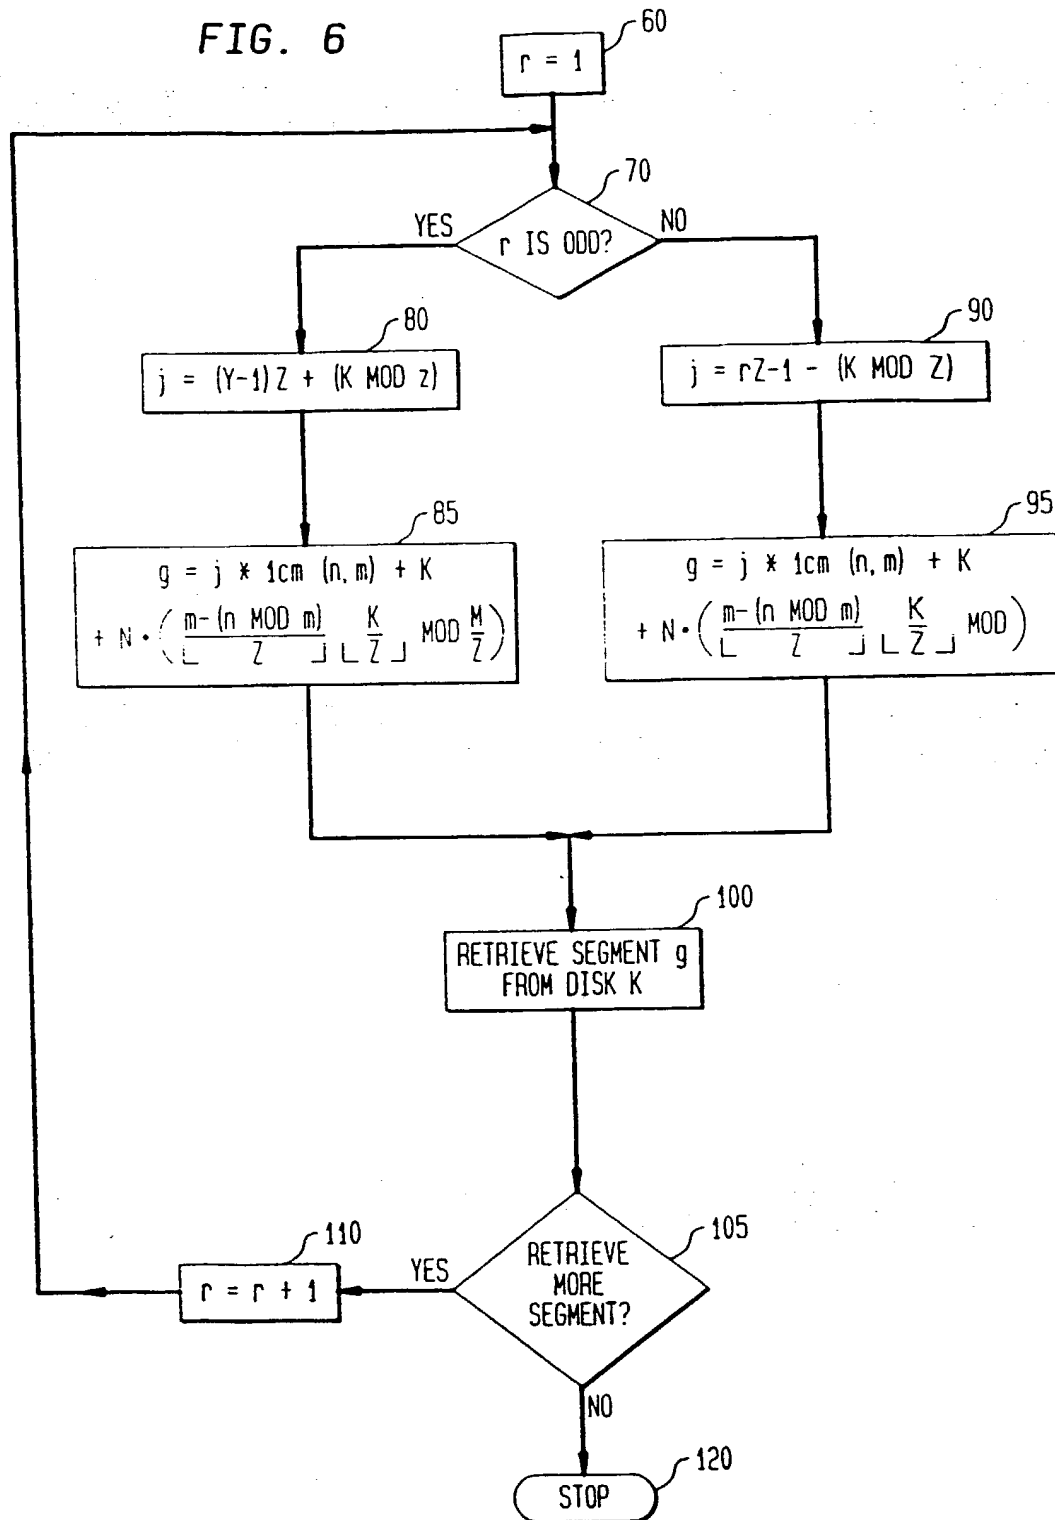 FIG. 6
60
r = 1
70
YES
r IS ODD?
NO
80
j = (Y-1)Z + (K MOD z)
90
j = rZ-1 - (K MOD Z)
85
g = j * 1cm (n, m) + K
+ N · ( ⌊ m-(n MOD m) / Z ⌋ ⌊ K / Z ⌋ MOD M / Z )
95
g = j * 1cm (n, m) + K
+ N · ( ⌊ m-(n MOD m) / Z ⌋ ⌊ K / Z ⌋ MOD )
100
RETRIEVE SEGMENT g
FROM DISK K
105
RETRIEVE
MORE
SEGMENT?
YES
110
r = r + 1
NO
120
STOP